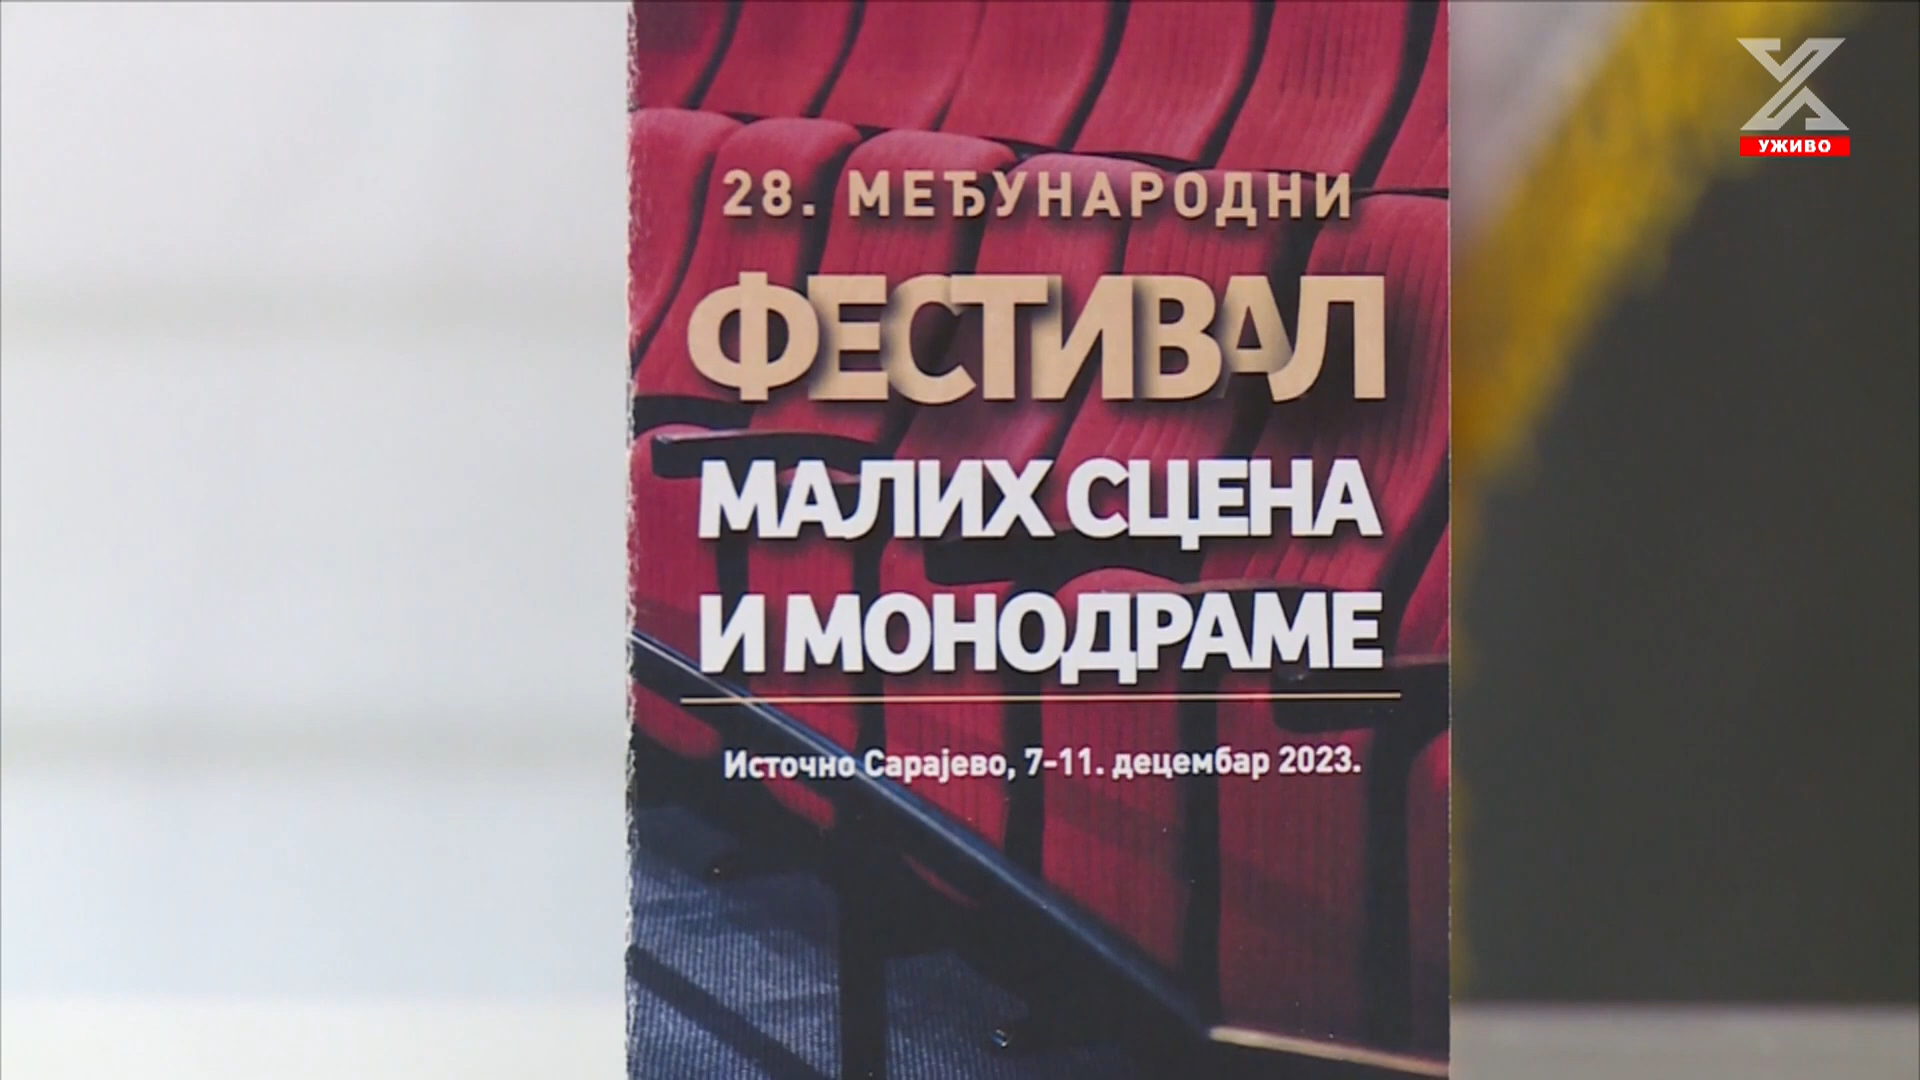 28. МЕЂУНАРОДНИ
ФЕСТИВАЛ
МАЛИХ СЦЕНА
И МОНОДРАМЕ
Источно Сарајево, 7-11. децембар 2023.
УЖИВО